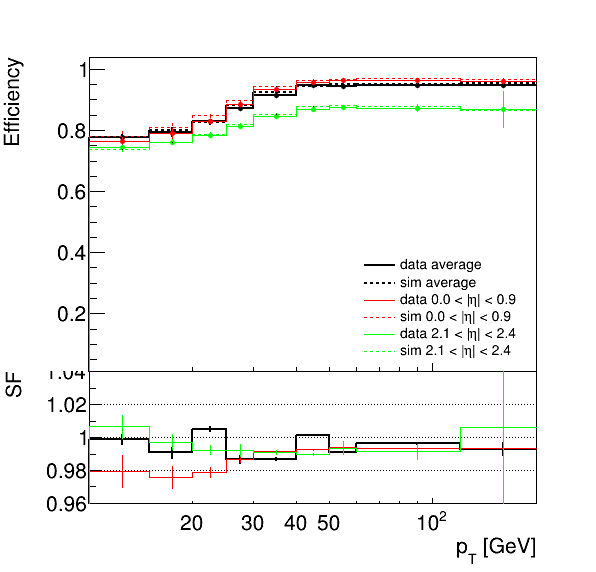 Efficiency
1
0.8
0.6
0.4
0.2
data average
sim average
data 0.0 < |η| < 0.9
sim 0.0 < |η| < 0.9
data 2.1 < |η| < 2.4
sim 2.1 < |η| < 2.4
SF
1.04
1.02
1
0.98
0.96
20 30 40 50 10²
p_T [GeV]